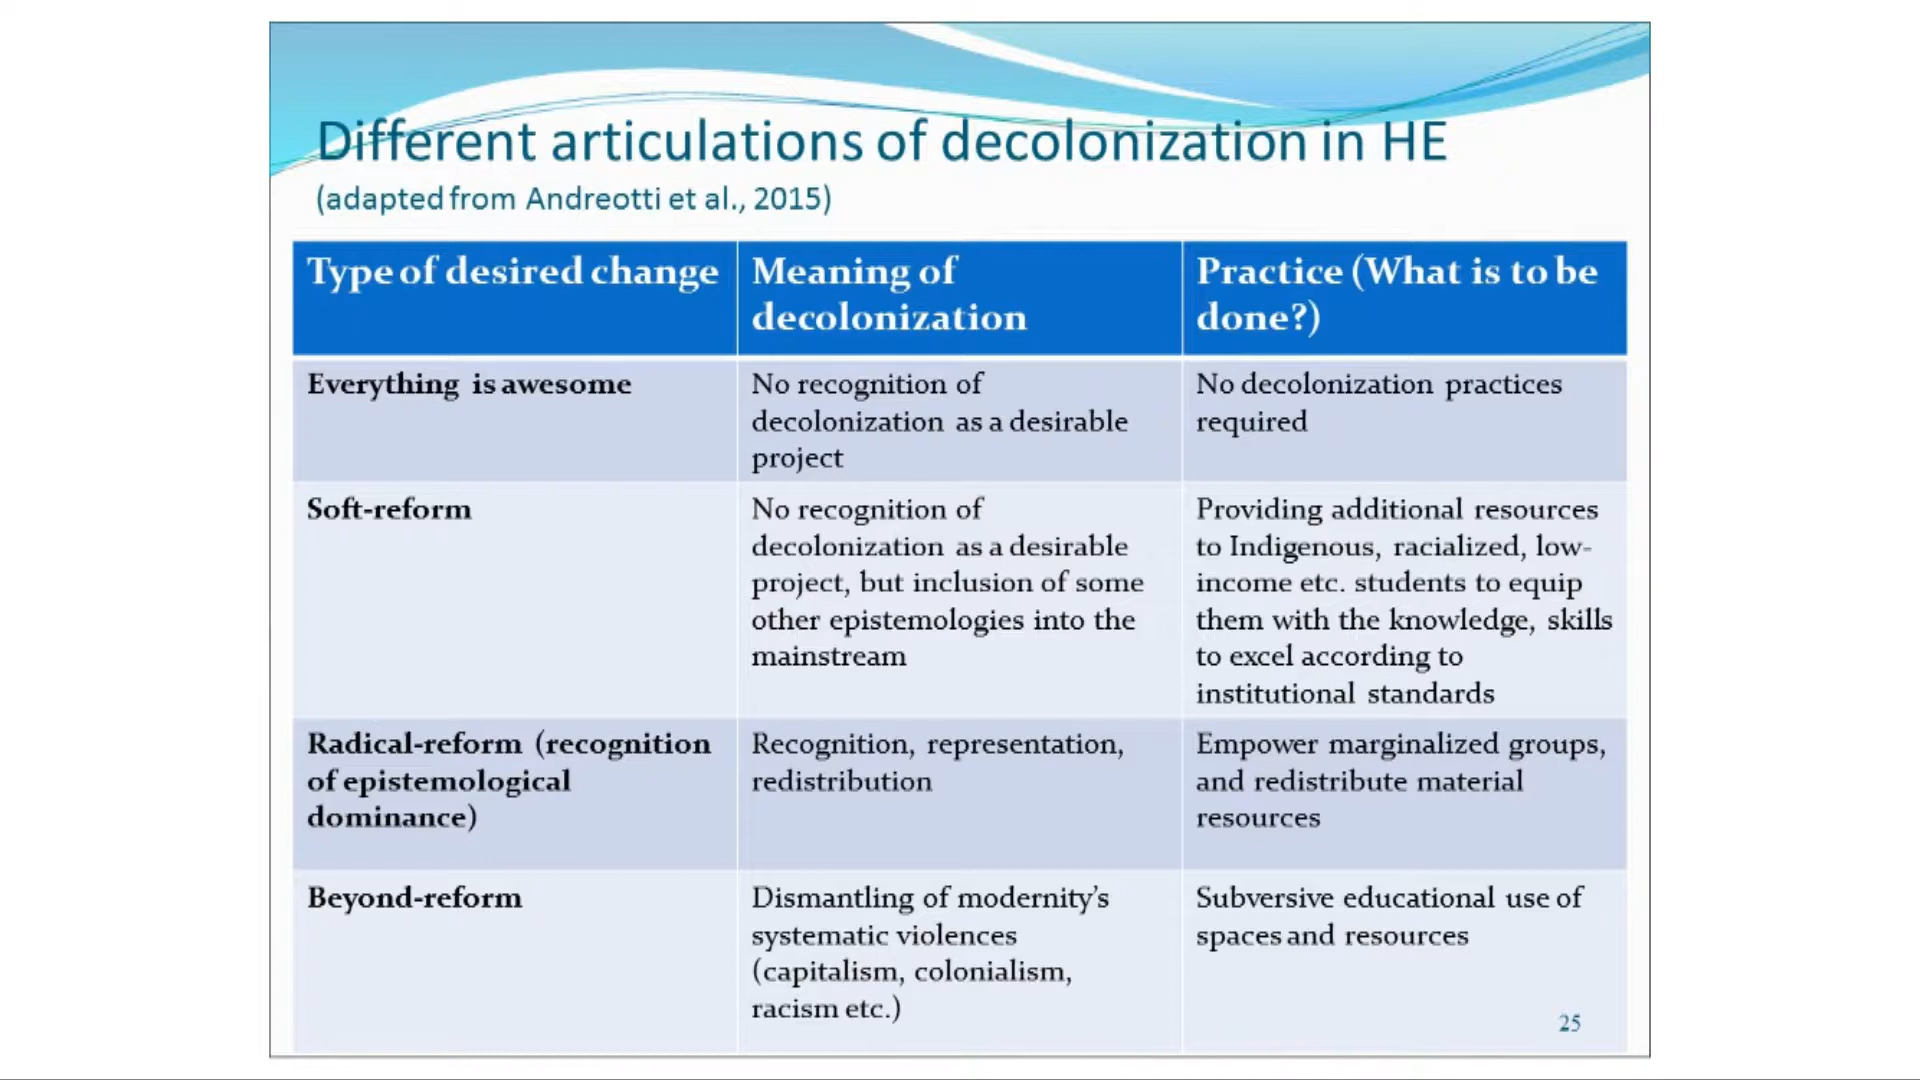 Different articulations of decolonization in HE
(adapted from Andreotti et al., 2015)
Type of desired change
Meaning of
decolonization
Practice (What is to be
done?)
Everything is awesome
No recognition of
decolonization as a desirable
project
No decolonization practices
required
Soft-reform
No recognition of
decolonization as a desirable
project, but inclusion of some
other epistemologies into the
mainstream
Providing additional resources
to Indigenous, racialized, low-
income etc. students to equip
them with the knowledge, skills
to excel according to
institutional standards
Radical-reform (recognition
of epistemological
dominance)
Recognition, representation,
redistribution
Empower marginalized groups,
and redistribute material
resources
Beyond-reform
Dismantling of modernity's
systematic violences
(capitalism, colonialism,
racism etc.)
Subversive educational use of
spaces and resources
25